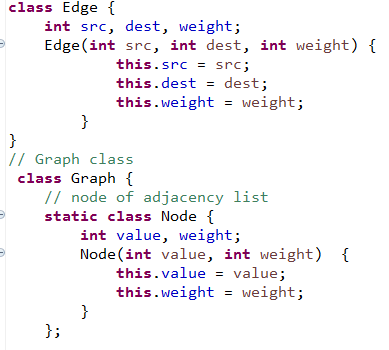 class Edge {
    int src, dest, weight;
    Edge(int src, int dest, int weight) {
            this.src = src;
            this.dest = dest;
            this.weight = weight;
        }
}
// Graph class
 class Graph {
    // node of adjacency list
    static class Node {
        int value, weight;
        Node(int value, int weight)  {
            this.value = value;
            this.weight = weight;
        }
    };